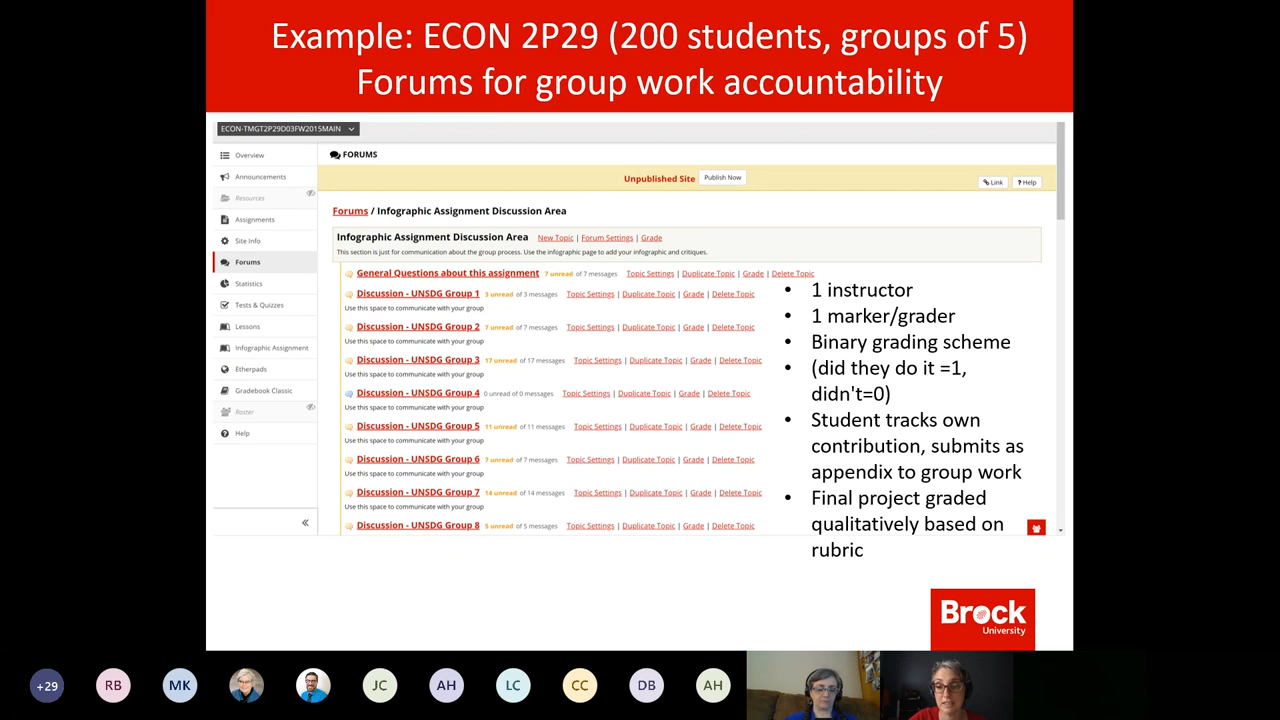 Example: ECON 2P29 (200 students, groups of 5)
Forums for group work accountability
ECON-TMGT2P29D03FW2015MAIN
Overview
Announcements
Resources
Assignments
Site Info
Forums
Statistics
Tests & Quizzes
Lessons
Infographic Assignment
Etherpads
Gradebook Classic
Roster
Help
«
FORUMS
Unpublished Site Publish Now
Link ? Help
Forums / Infographic Assignment Discussion Area
Infographic Assignment Discussion Area New Topic | Forum Settings | Grade
This section is just for communication about the group process. Use the infographic page to add your infographic and critiques.
General Questions about this assignment 7 unread of 7 messages Topic Settings | Duplicate Topic | Grade | Delete Topic
Discussion - UNSDG Group 1 3 unread of 3 messages Topic Settings | Duplicate Topic | Grade | Delete Topic
Use this space to communicate with your group
Discussion - UNSDG Group 2 7 unread of 7 messages Topic Settings | Duplicate Topic | Grade | Delete Topic
Use this space to communicate with your group
Discussion - UNSDG Group 3 17 unread of 17 messages Topic Settings | Duplicate Topic | Grade | Delete Topic
Use this space to communicate with your group
Discussion - UNSDG Group 4 0 unread of 0 messages Topic Settings | Duplicate Topic | Grade | Delete Topic
Use this space to communicate with your group
Discussion - UNSDG Group 5 11 unread of 11 messages Topic Settings | Duplicate Topic | Grade | Delete Topic
Use this space to communicate with your group
Discussion - UNSDG Group 6 7 unread of 7 messages Topic Settings | Duplicate Topic | Grade | Delete Topic
Use this space to communicate with your group
Discussion - UNSDG Group 7 14 unread of 14 messages Topic Settings | Duplicate Topic | Grade | Delete Topic
Use this space to communicate with your group
Discussion - UNSDG Group 8 5 unread of 5 messages Topic Settings | Duplicate Topic | Grade | Delete Topic
• 1 instructor
• 1 marker/grader
• Binary grading scheme
• (did they do it =1,
didn't=0)
• Student tracks own
contribution, submits as
appendix to group work
• Final project graded
qualitatively based on
rubric
Brock
University
+29 RB MK JC AH LC CC DB AH